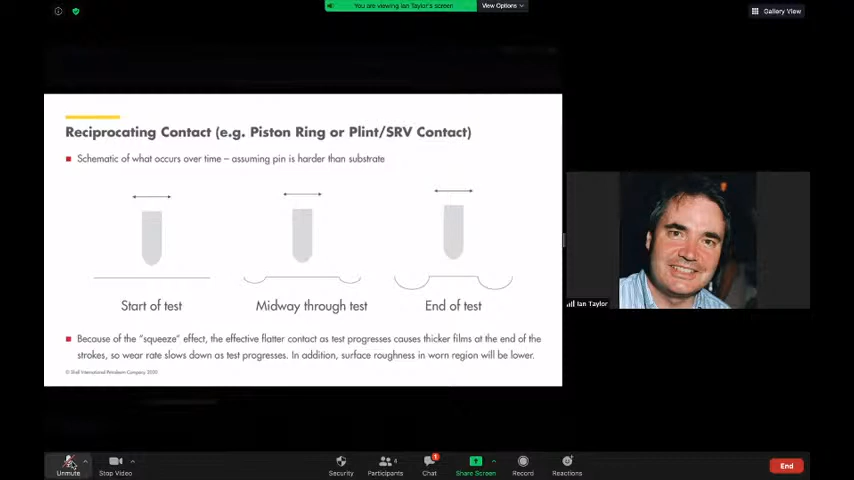 You are viewing Ian Taylor's screen
View Options
Gallery View
Reciprocating Contact (e.g. Piston Ring or Plint/SRV Contact)
Schematic of what occurs over time – assuming pin is harder than substrate
Start of test
Midway through test
End of test
Because of the "squeeze" effect, the effective flatter contact as test progresses causes thicker films at the end of the
strokes, so wear rate slows down as test progresses. In addition, surface roughness in worn region will be lower.
© Shell International Petroleum Company 2020
Ian Taylor
Unmute
Stop Video
Security
4
Participants
1
Chat
Share Screen
Record
Reactions
End